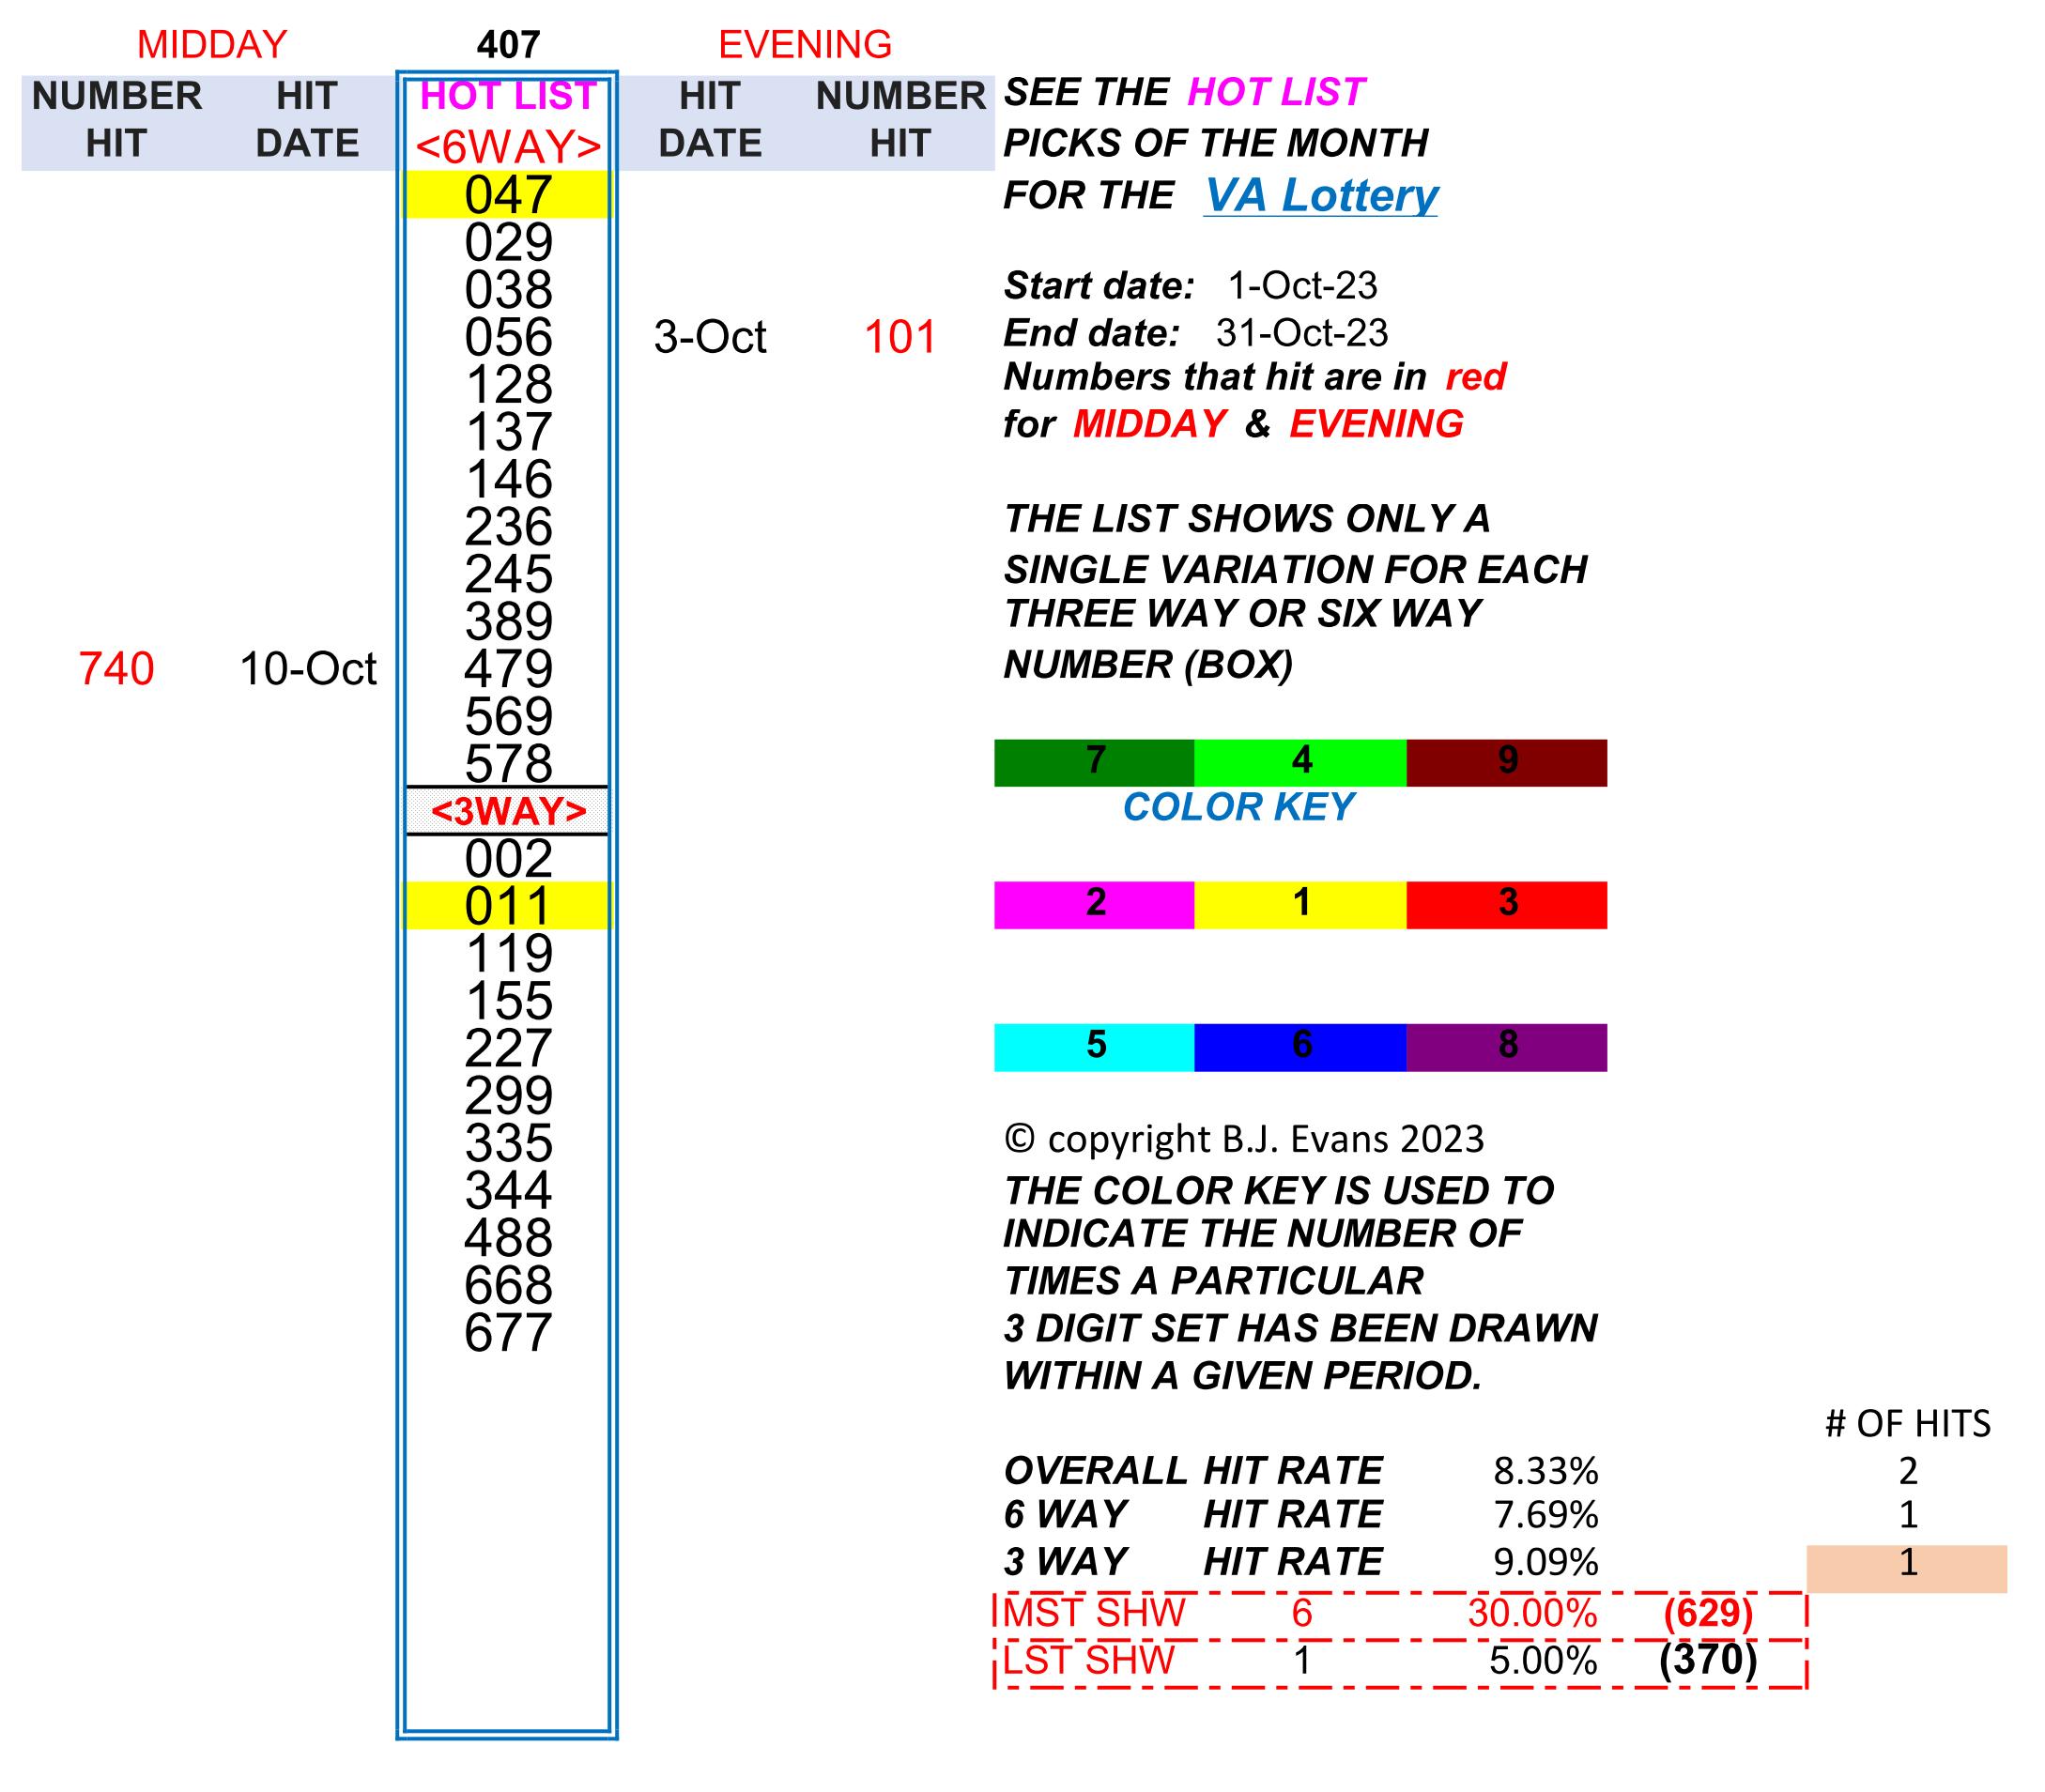 MIDDAY 407 EVENING
NUMBER HIT HOT LIST HIT NUMBER
HIT DATE <6WAY> DATE HIT
047
029
038
056 3-Oct 101
128
137
146
236
245
389
740 10-Oct 479
569
578
<3WAY>
002
011
119
155
227
299
335
344
488
668
677
SEE THE HOT LIST
PICKS OF THE MONTH
FOR THE VA Lottery
Start date: 1-Oct-23
End date: 31-Oct-23
Numbers that hit are in red
for MIDDAY & EVENING
THE LIST SHOWS ONLY A
SINGLE VARIATION FOR EACH
THREE WAY OR SIX WAY
NUMBER (BOX)
7 4 9
COLOR KEY
2 1 3
5 6 8
© copyright B.J. Evans 2023
THE COLOR KEY IS USED TO
INDICATE THE NUMBER OF
TIMES A PARTICULAR
3 DIGIT SET HAS BEEN DRAWN
WITHIN A GIVEN PERIOD.
# OF HITS
OVERALL HIT RATE 8.33% 2
6 WAY HIT RATE 7.69% 1
3 WAY HIT RATE 9.09% 1
MST SHW 6 30.00% (629)
LST SHW 1 5.00% (370)